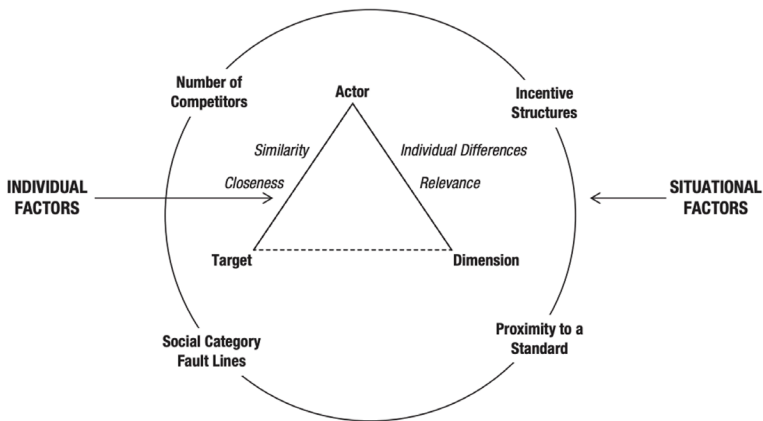 Number of
Competitors
Actor
Incentive
Structures
Similarity
Individual Differences
Closeness
Relevance
INDIVIDUAL
FACTORS
SITUATIONAL
FACTORS
Target
Dimension
Social Category
Fault Lines
Proximity to a
Standard